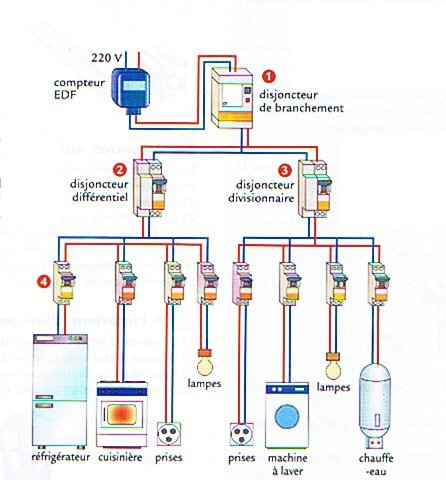 220 V
compteur
EDF
1
disjoncteur
de branchement
2
disjoncteur
différentiel
3
disjoncteur
divisionnaire
4
réfrigérateur
cuisinière
prises
lampes
prises
machine
à laver
lampes
chauffe
-eau